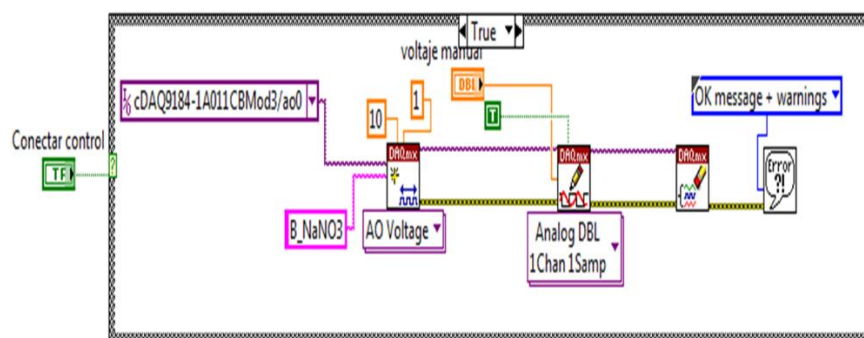 True
voltaje manual
cDAQ9184-1A011CBMod3/ao0
1
DBL
OK message + warnings
10
T
Conectar control
TF
?
DAQmx
DAQmx
DAQmx
Error
?!
B_NaNO3
AO Voltage
Analog DBL
1Chan 1Samp